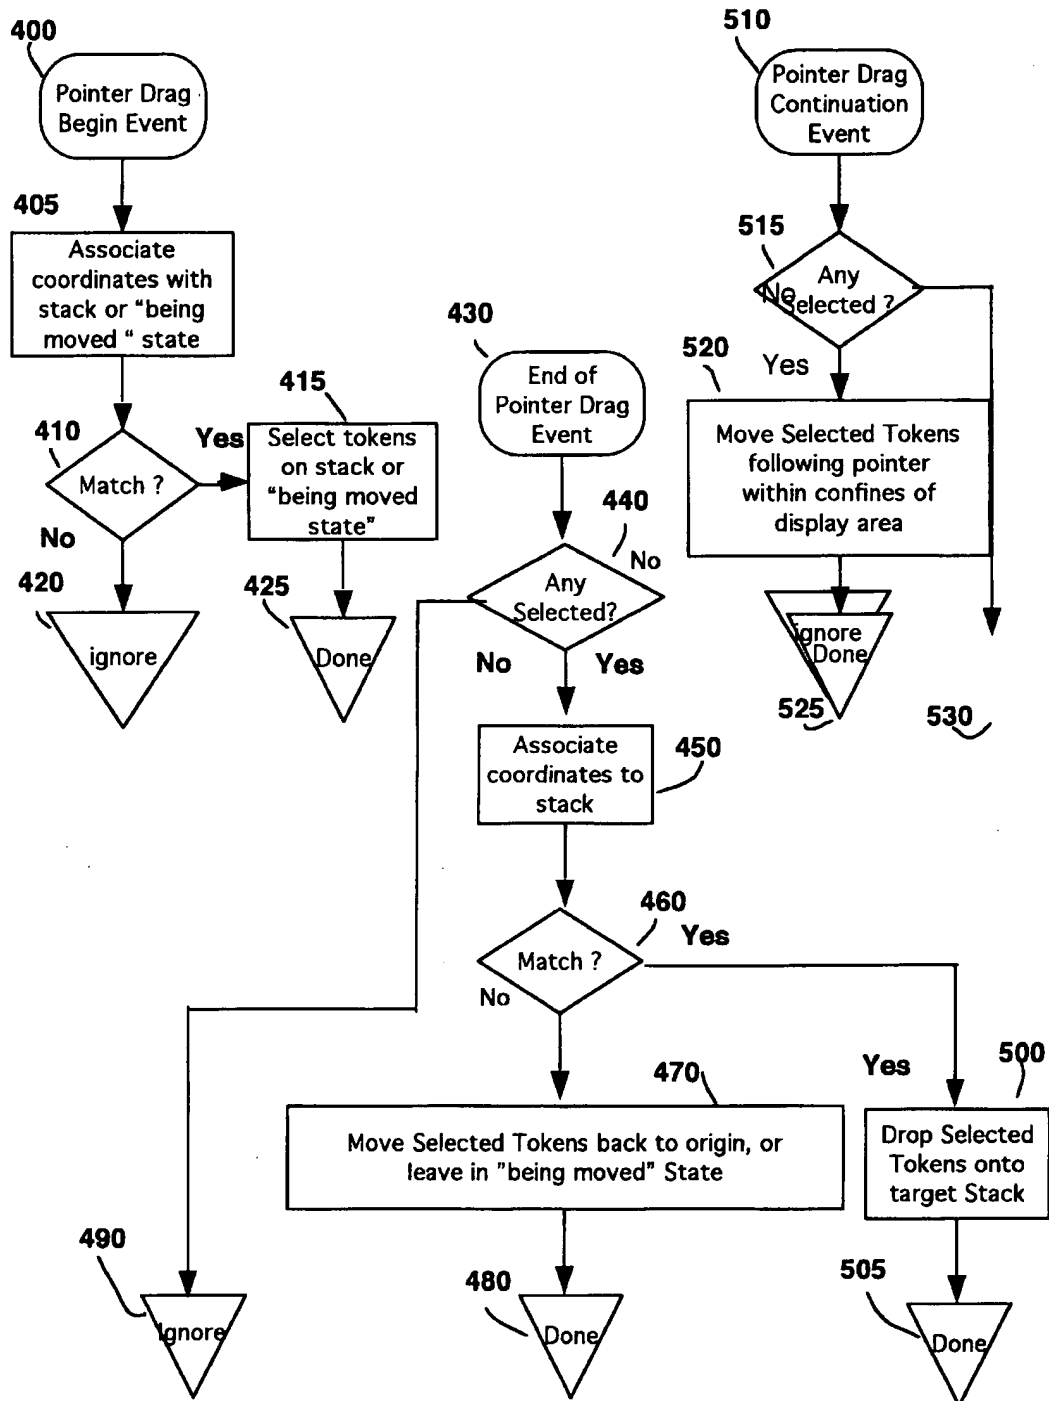 400
Pointer Drag
Begin Event
405
Associate
coordinates with
stack or "being
moved " state
410
Match ?
Yes
No
415
Select tokens
on stack or
"being moved
state"
420
ignore
425
Done
430
End of
Pointer Drag
Event
440
No
Any
Selected?
No
Yes
450
Associate
coordinates to
stack
460
Match ?
Yes
No
470
Move Selected Tokens back to origin, or
leave in "being moved" State
Yes
500
Drop Selected
Tokens onto
target Stack
490
Ignore
480
Done
505
Done
510
Pointer Drag
Continuation
Event
515
Any
Selected ?
No
Yes
520
Move Selected Tokens
following pointer
within confines of
display area
ignore
Done
525
530